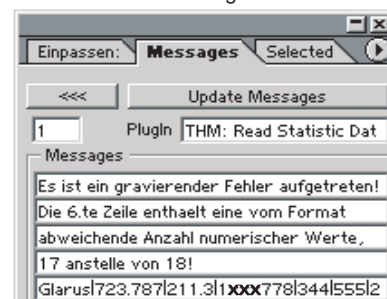 Einpassen: Messages Selected
<<< Update Messages
1 PlugIn THM: Read Statistic Dat
Messages
Es ist ein gravierender Fehler aufgetreten!
Die 6.te Zeile enthaelt eine vom Format
abweichende Anzahl numerischer Werte,
17 anstelle von 18!
Glarus|723.787|211.3|1xxx778|344|555|2